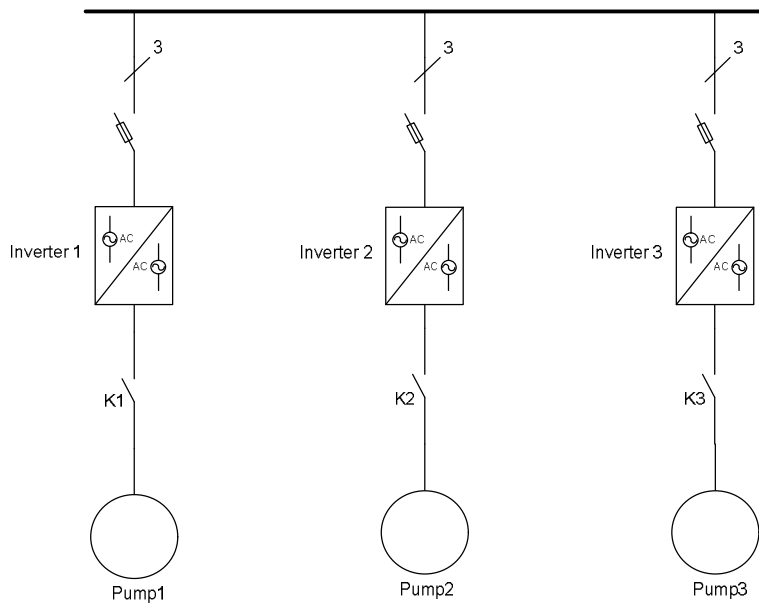 3 3 3
AC AC AC
Inverter 1 Inverter 2 Inverter 3
AC AC AC
K1 K2 K3
Pump1 Pump2 Pump3